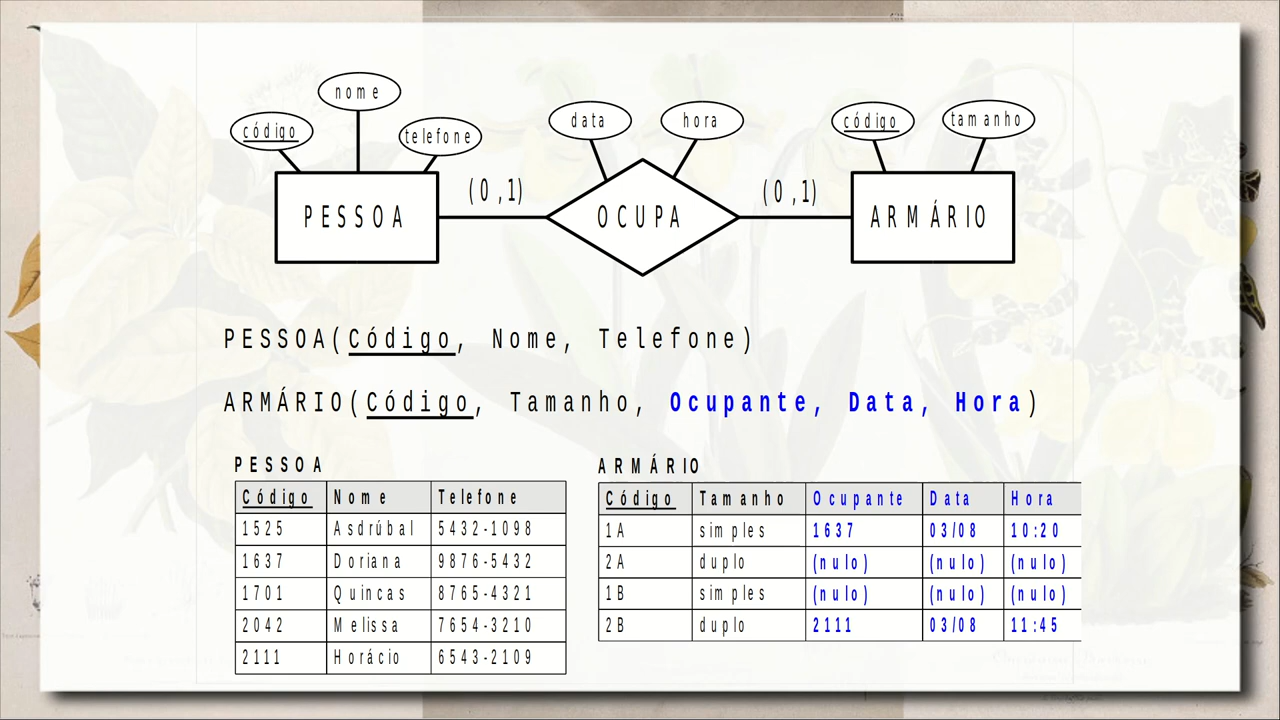 nome
código
telefone
data
hora
código
tamanho
(0,1)
(0,1)
PESSOA
OCUPA
ARMÁRIO
PESSOA(Código, Nome, Telefone)
ARMÁRIO(Código, Tamanho, Ocupante, Data, Hora)
PESSOA
Código Nome Telefone
1525 Asdrúbal 5432-1098
1637 Doriana 9876-5432
1701 Quincas 8765-4321
2042 Melissa 7654-3210
2111 Horácio 6543-2109
ARMÁRIO
Código Tamanho Ocupante Data Hora
1A simples 1637 03/08 10:20
2A duplo (nulo) (nulo) (nulo)
1B simples (nulo) (nulo) (nulo)
2B duplo 2111 03/08 11:45